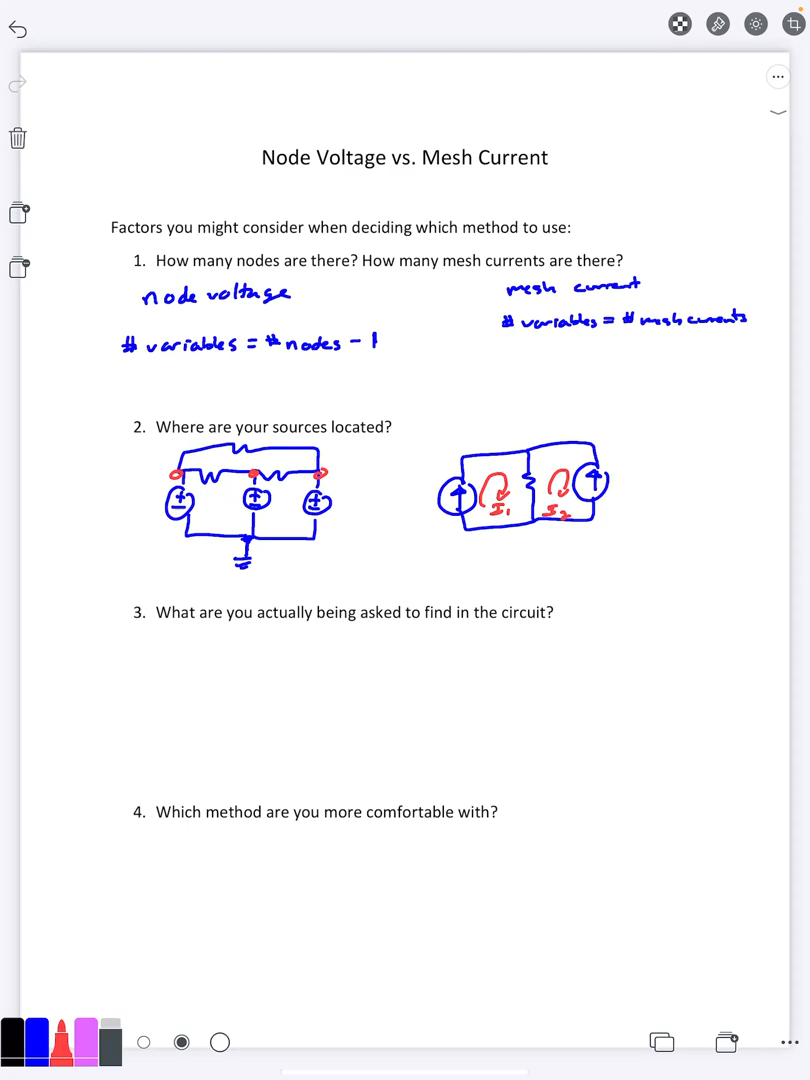 Node Voltage vs. Mesh Current
Factors you might consider when deciding which method to use:
1. How many nodes are there? How many mesh currents are there?
node voltage
mesh current
# variables = # nodes - 1
# variables = # mesh currents
2. Where are your sources located?
I1
I2
3. What are you actually being asked to find in the circuit?
4. Which method are you more comfortable with?